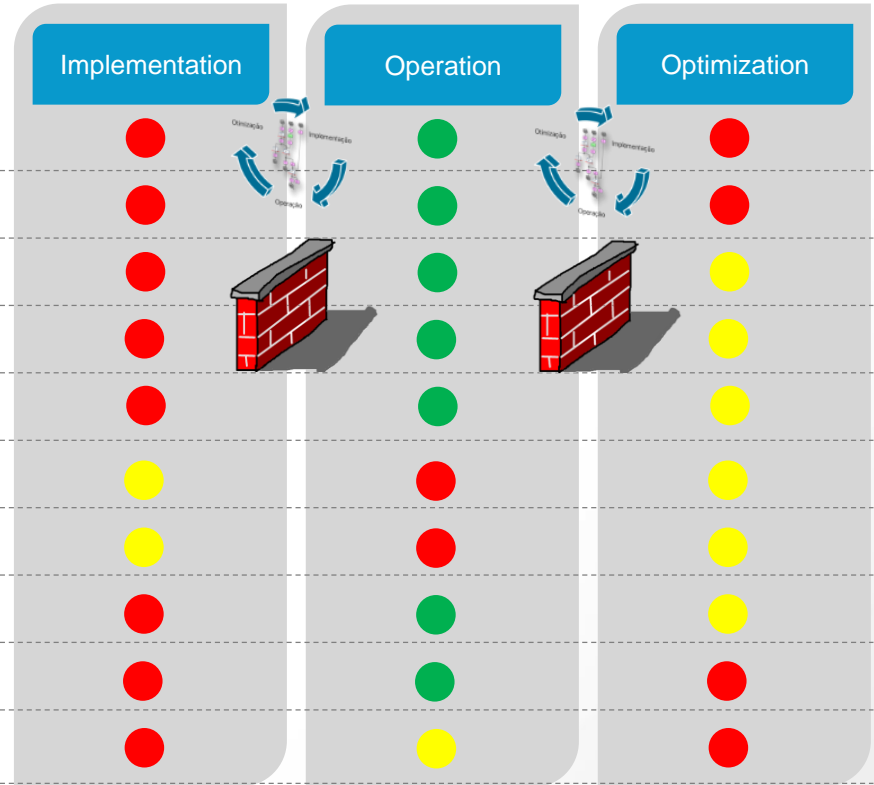 Implementation
Operation
Optimization
Otimização
Implementação
Operação
Otimização
Implementação
Operação